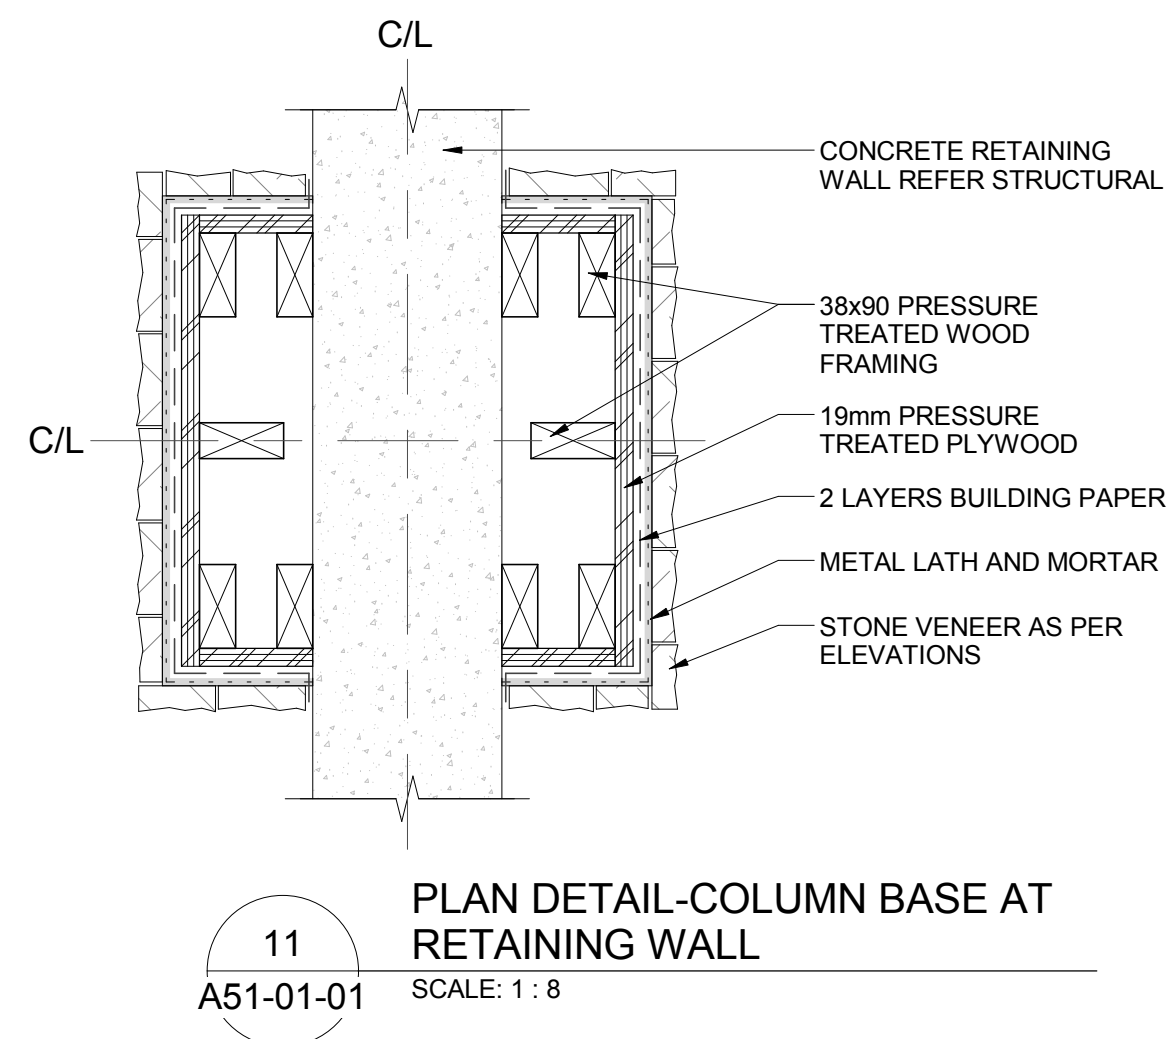 C/L
CONCRETE RETAINING
WALL REFER STRUCTURAL
38x90 PRESSURE
TREATED WOOD
FRAMING
C/L
19mm PRESSURE
TREATED PLYWOOD
2 LAYERS BUILDING PAPER
METAL LATH AND MORTAR
STONE VENEER AS PER
ELEVATIONS
11
A51-01-01
PLAN DETAIL-COLUMN BASE AT
RETAINING WALL
SCALE: 1 : 8